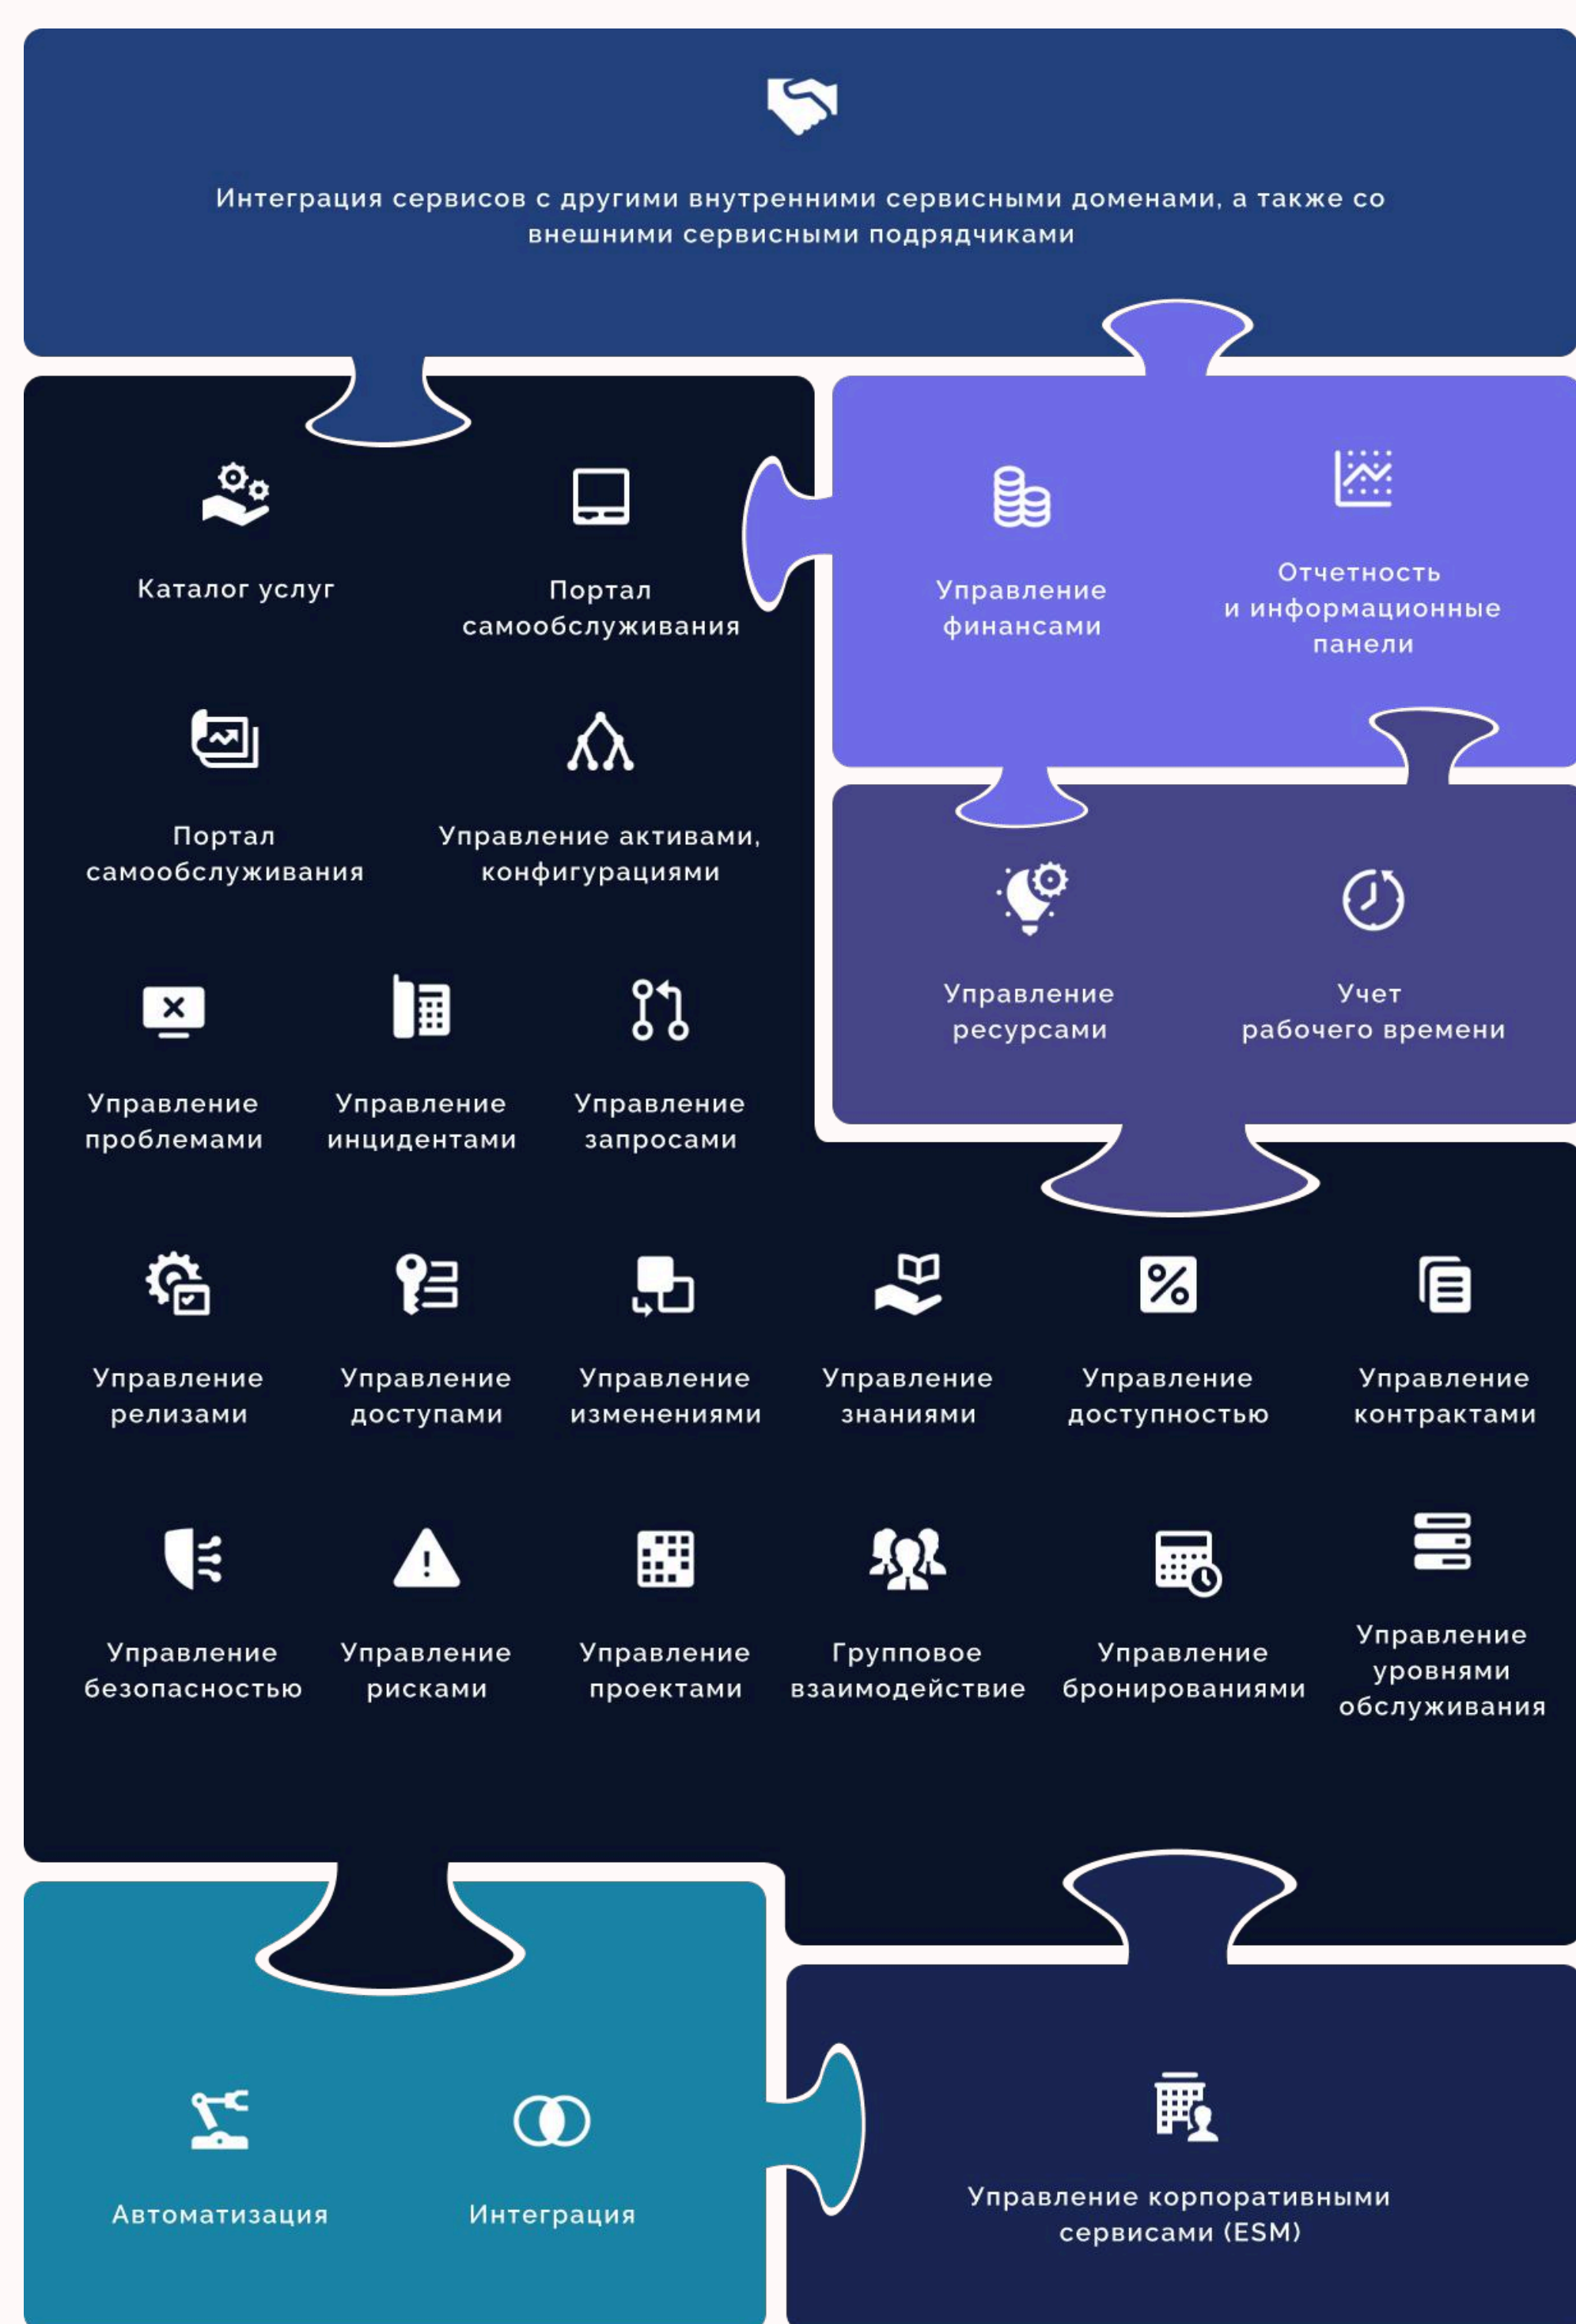 Интеграция сервисов с другими внутренними сервисными доменами, а также со
внешними сервисными подрядчиками
Каталог услуг
Портал
самообслуживания
Управление
финансами
Отчетность
и информационные
панели
Портал
самообслуживания
Управление активами,
конфигурациями
Управление
ресурсами
Учет
рабочего времени
Управление
проблемами
Управление
инцидентами
Управление
запросами
Управление
релизами
Управление
доступами
Управление
изменениями
Управление
знаниями
Управление
доступностью
Управление
контрактами
Управление
безопасностью
Управление
рисками
Управление
проектами
Групповое
взаимодействие
Управление
бронированиями
Управление
уровнями
обслуживания
Автоматизация
Интеграция
Управление корпоративными
сервисами (ESM)